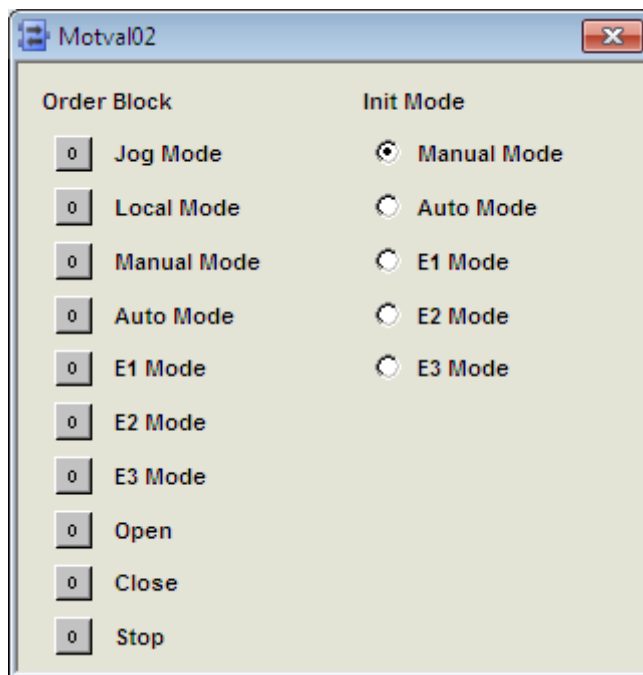 Motval02
Order Block Init Mode
0 Jog Mode Manual Mode
0 Local Mode Auto Mode
0 Manual Mode E1 Mode
0 Auto Mode E2 Mode
0 E1 Mode E3 Mode
0 E2 Mode
0 E3 Mode
0 Open
0 Close
0 Stop